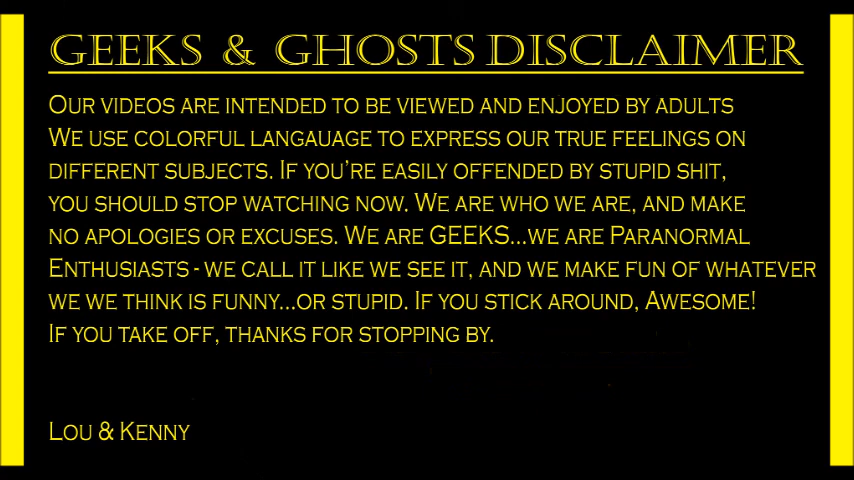 GEEKS & GHOSTS DISCLAIMER
OUR VIDEOS ARE INTENDED TO BE VIEWED AND ENJOYED BY ADULTS
WE USE COLORFUL LANGAUAGE TO EXPRESS OUR TRUE FEELINGS ON
DIFFERENT SUBJECTS. IF YOU'RE EASILY OFFENDED BY STUPID SHIT,
YOU SHOULD STOP WATCHING NOW. WE ARE WHO WE ARE, AND MAKE
NO APOLOGIES OR EXCUSES. WE ARE GEEKS...WE ARE PARANORMAL
ENTHUSIASTS - WE CALL IT LIKE WE SEE IT, AND WE MAKE FUN OF WHATEVER
WE WE THINK IS FUNNY...OR STUPID. IF YOU STICK AROUND, AWESOME!
IF YOU TAKE OFF, THANKS FOR STOPPING BY.
LOU & KENNY